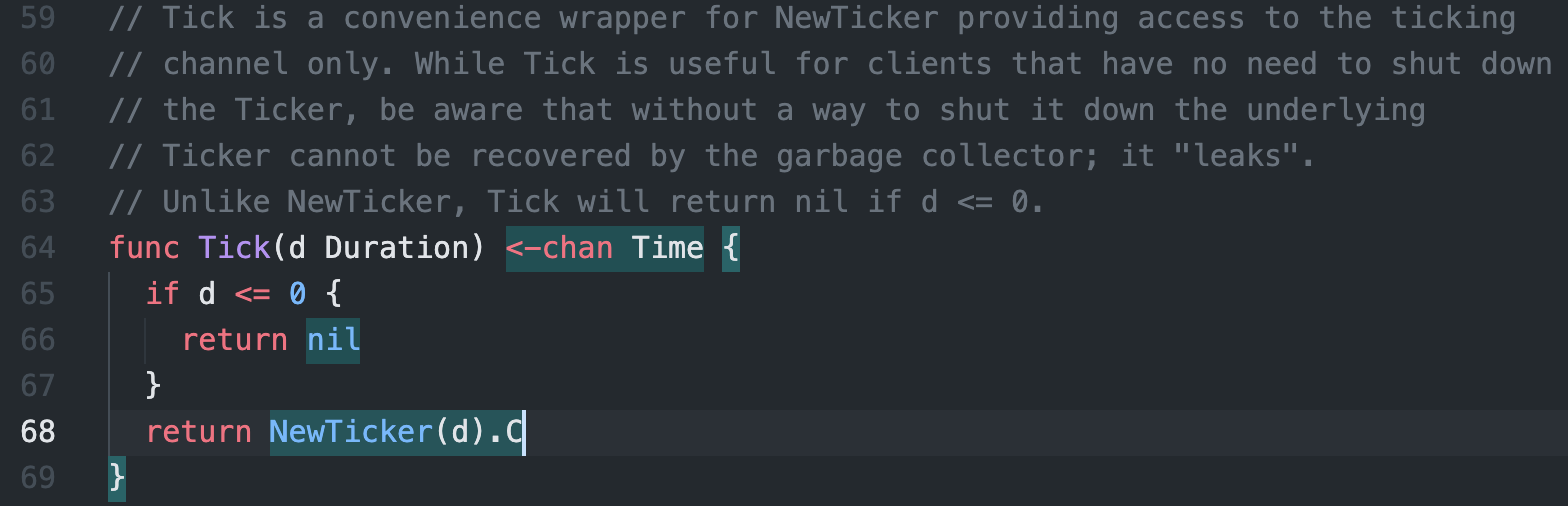 59 // Tick is a convenience wrapper for NewTicker providing access to the ticking
60 // channel only. While Tick is useful for clients that have no need to shut down
61 // the Ticker, be aware that without a way to shut it down the underlying
62 // Ticker cannot be recovered by the garbage collector; it "leaks".
63 // Unlike NewTicker, Tick will return nil if d <= 0.
64 func Tick(d Duration) <-chan Time {
65   if d <= 0 {
66     return nil
67   }
68   return NewTicker(d).C
69 }